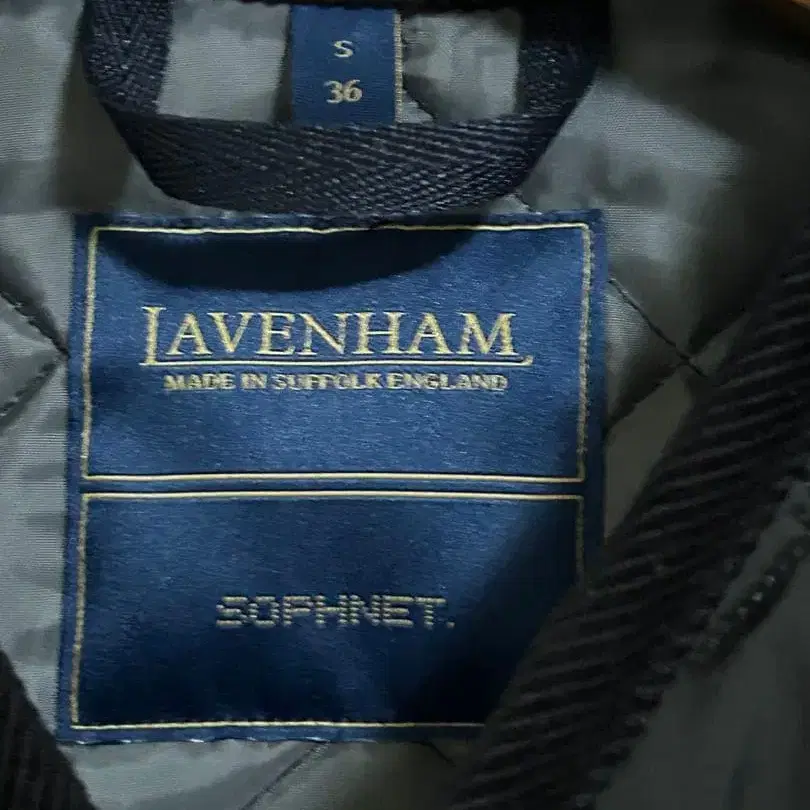 S
36
LAVENHAM
MADE IN SUFFOLK ENGLAND
SOPHNET.